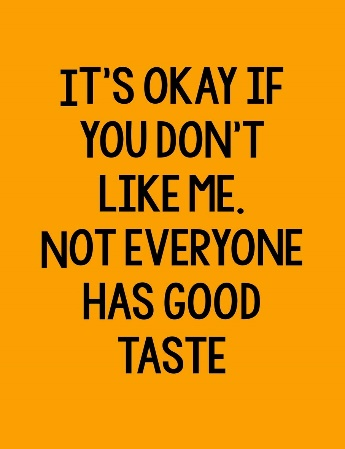 IT'S OKAY IF
YOU DON'T
LIKE ME.
NOT EVERYONE
HAS GOOD
TASTE